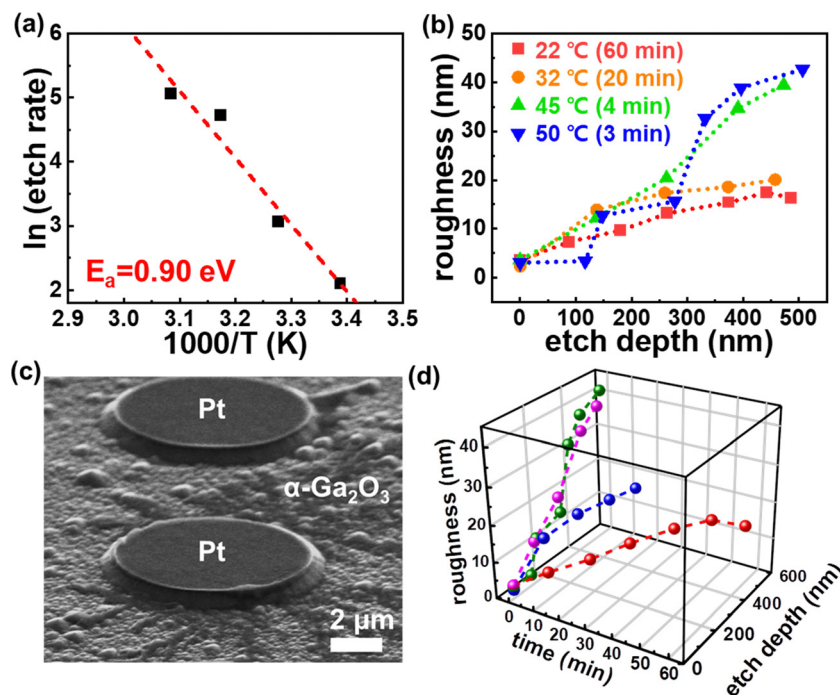 (a)
ln (etch rate)
6
5
4
3
2
Eₐ=0.90 eV
2.9 3.0 3.1 3.2 3.3 3.4 3.5
1000/T (K)
(b)
roughness (nm)
50
40
30
20
10
0
22 ℃ (60 min)
32 ℃ (20 min)
45 ℃ (4 min)
50 ℃ (3 min)
0 100 200 300 400 500
etch depth (nm)
(c)
Pt
α-Ga₂O₃
Pt
2 μm
(d)
roughness (nm)
40
30
20
10
0
0 10 20 30 40 50 60
time (min)
0
200
400
600
etch depth (nm)